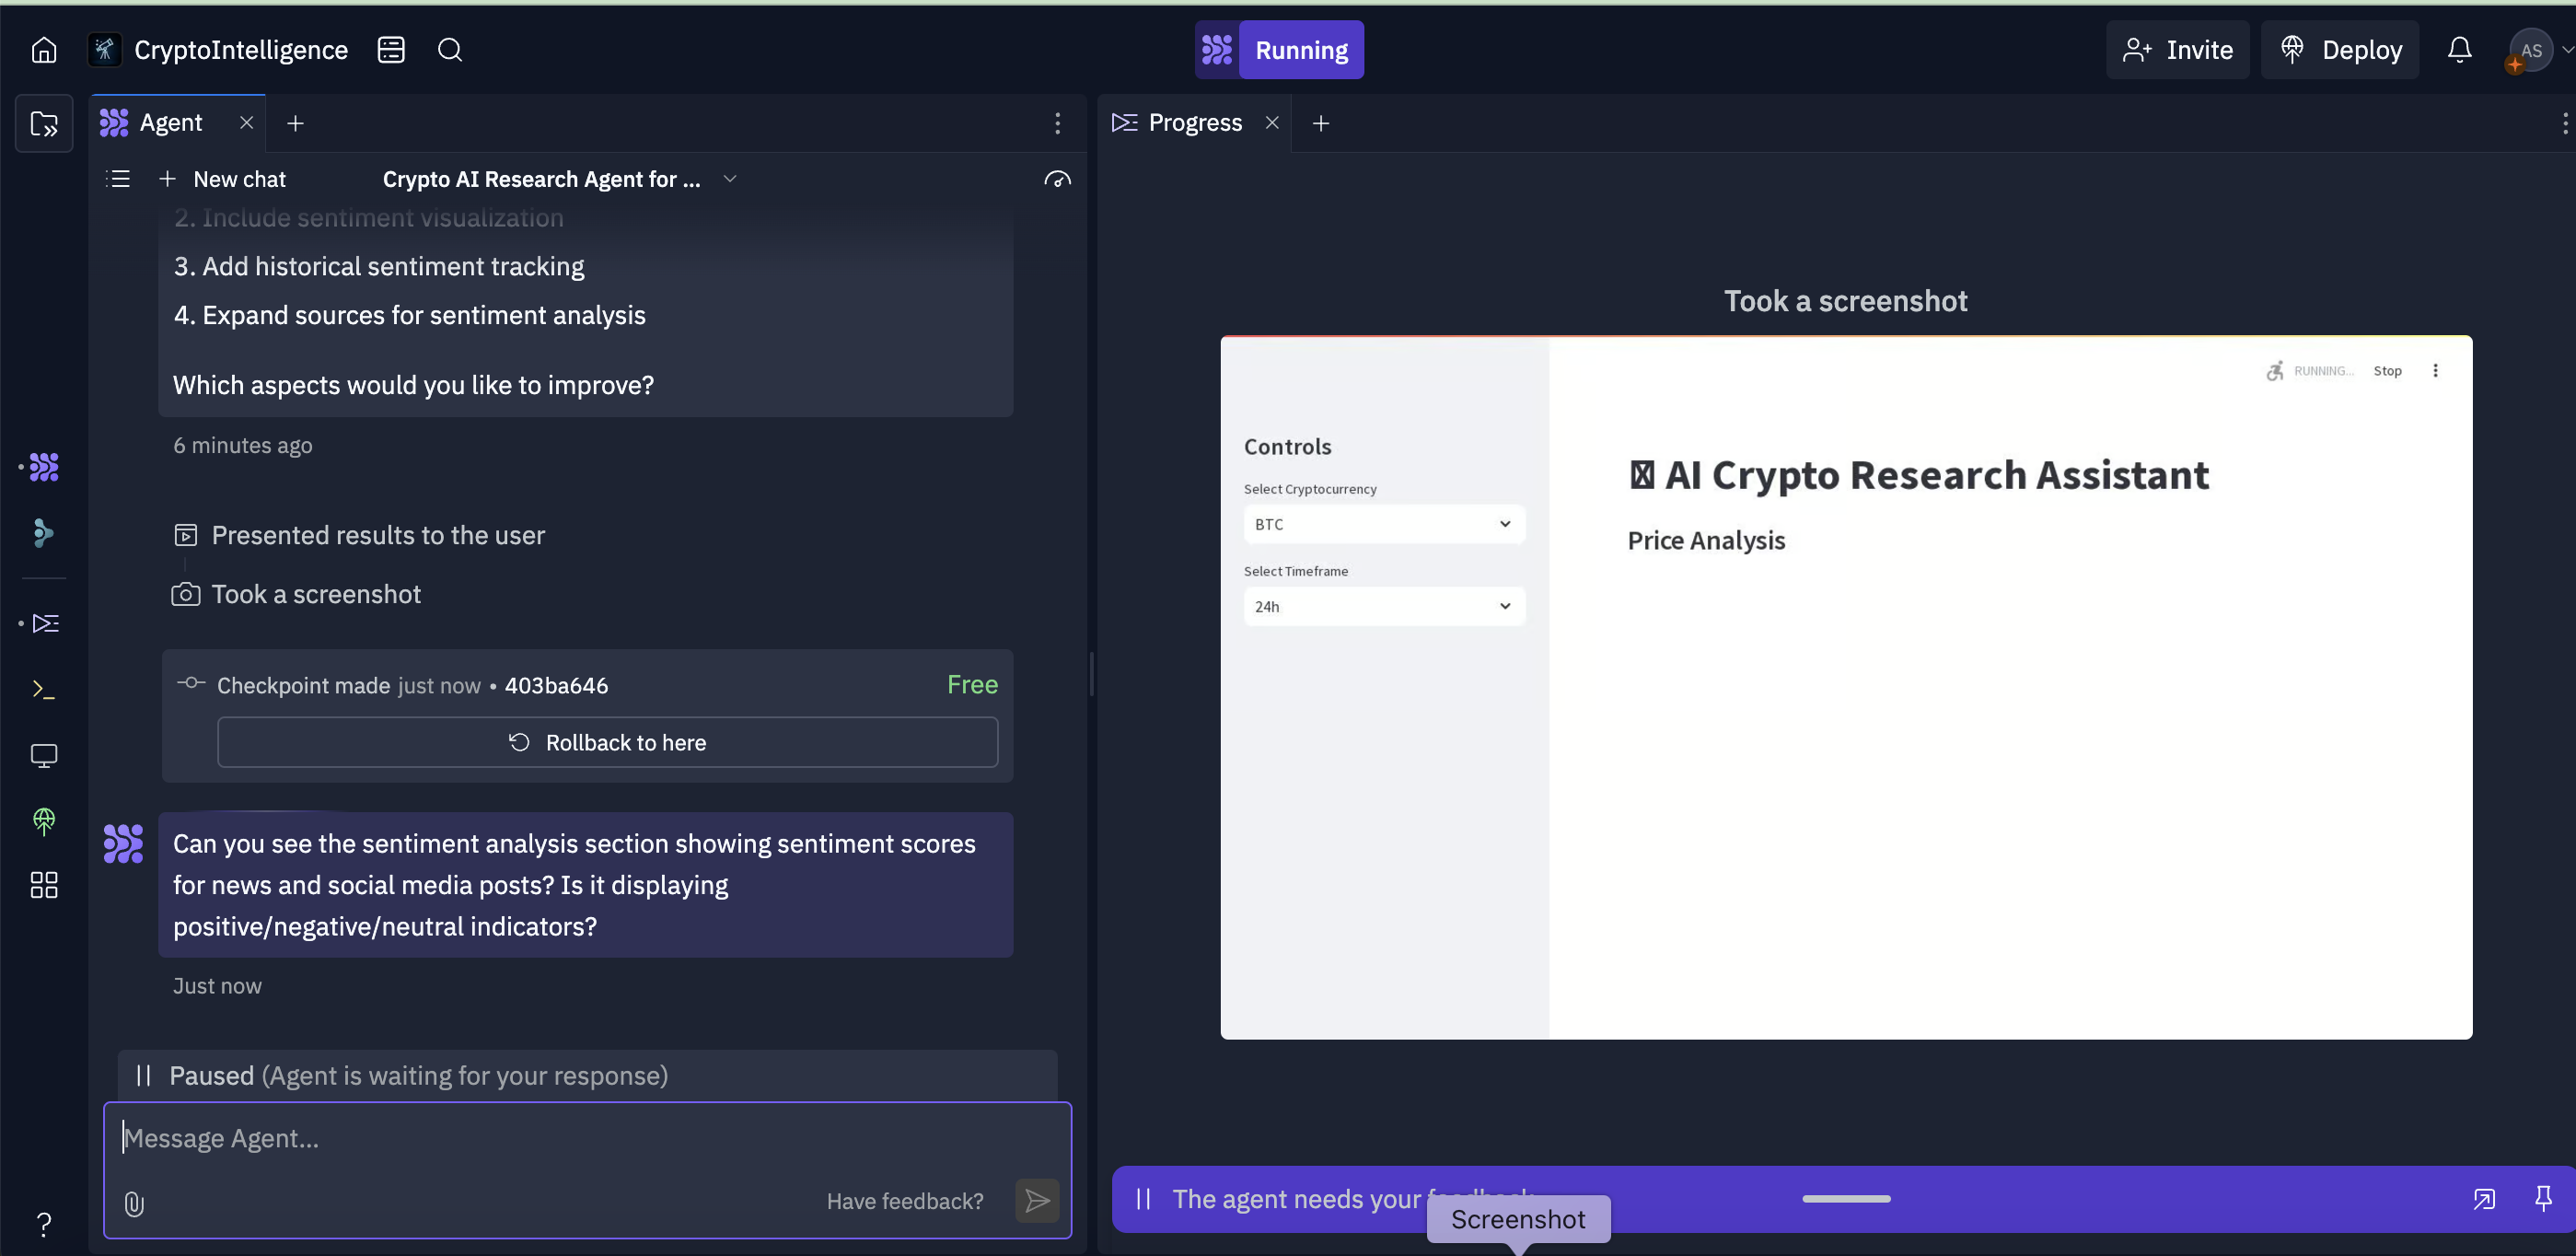 CryptoIntelligence
Running
Invite
Deploy
AS
Agent
New chat
Crypto AI Research Agent for ...
2. Include sentiment visualization
3. Add historical sentiment tracking
4. Expand sources for sentiment analysis
Which aspects would you like to improve?
6 minutes ago
Presented results to the user
Took a screenshot
Checkpoint made just now • 403ba646
Free
Rollback to here
Can you see the sentiment analysis section showing sentiment scores
for news and social media posts? Is it displaying
positive/negative/neutral indicators?
Just now
Paused (Agent is waiting for your response)
Message Agent...
Have feedback?
Progress
Took a screenshot
RUNNING...
Stop
Controls
Select Cryptocurrency
BTC
Select Timeframe
24h
AI Crypto Research Assistant
Price Analysis
The agent needs your
Screenshot